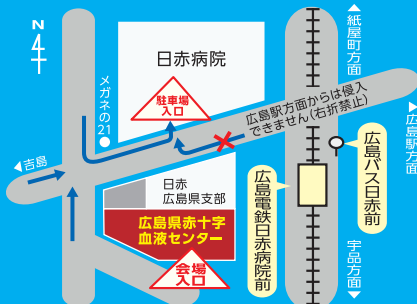 N
4
日赤病院
駐車場
入口
メガネの21
広島駅方面からは侵入
できません(右折禁止)
紙屋町方面
広島駅方面
吉島
日赤
広島県支部
広島県赤十字
血液センター
会場
入口
広島電鉄日赤病院前
広島バス日赤前
宇品方面